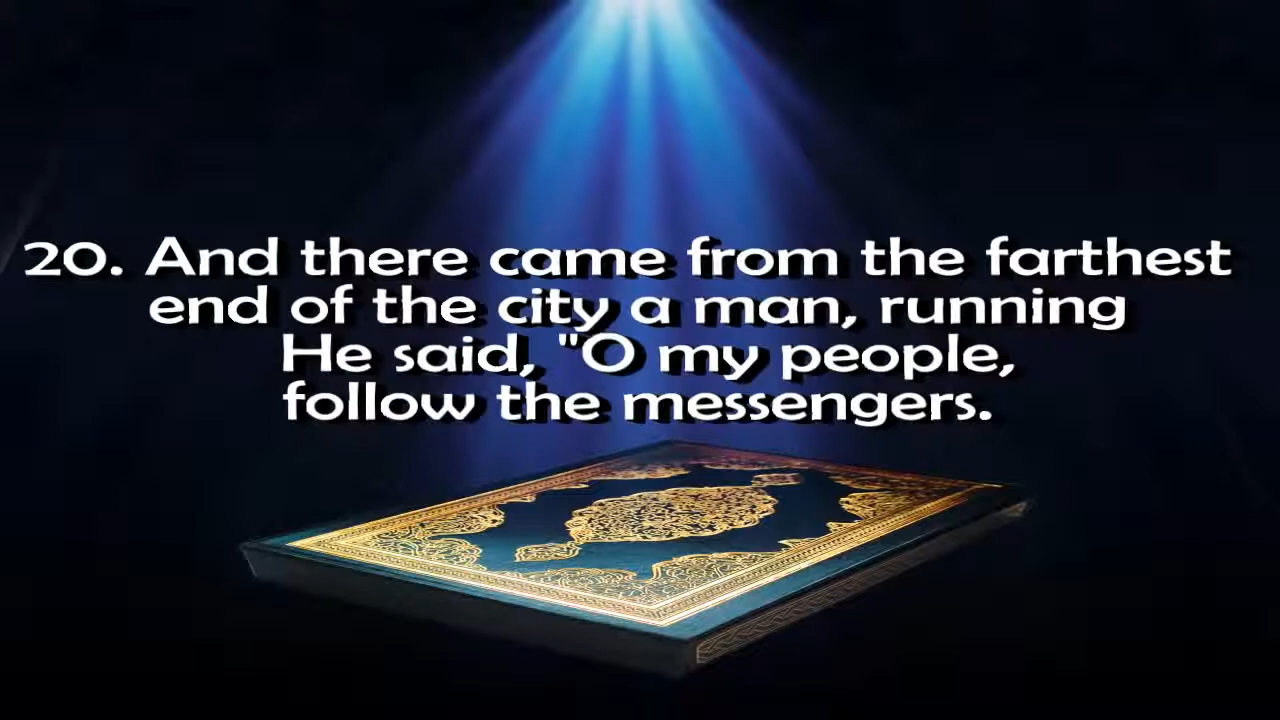 20. And there came from the farthest
end of the city a man, running
He said, "O my people,
follow the messengers.